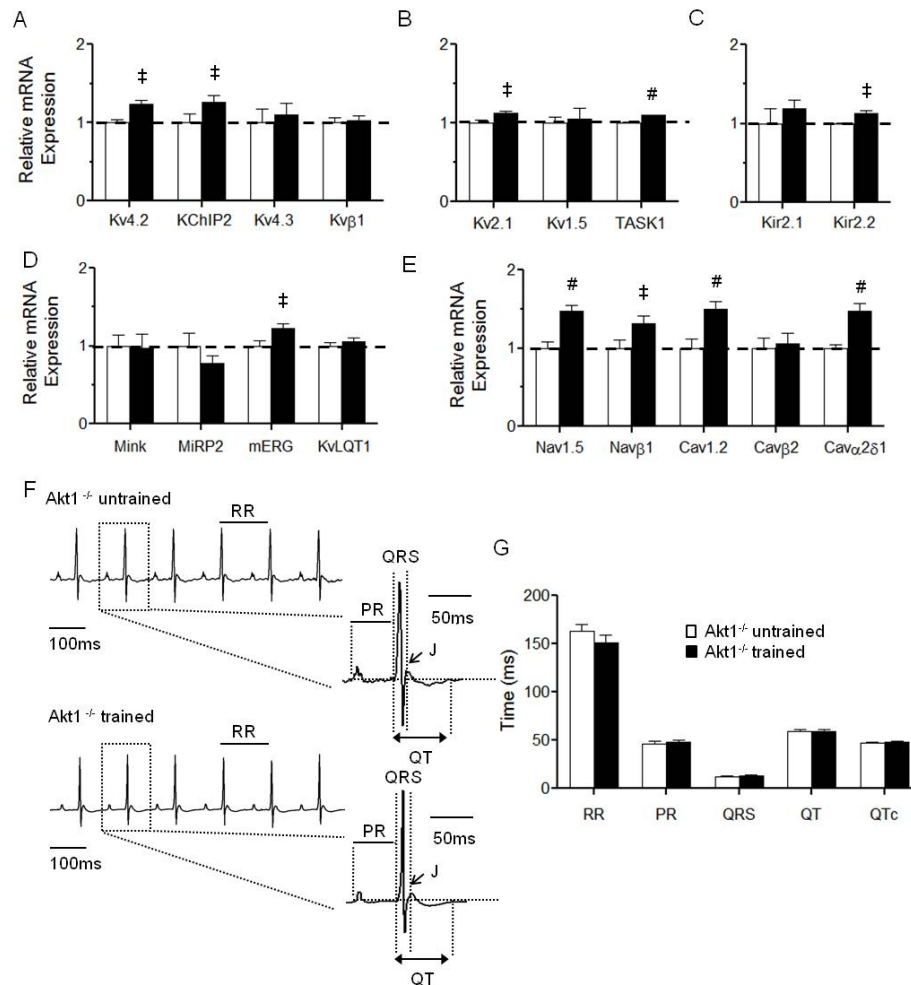 A
Relative mRNA
Expression
2
1
0
‡ ‡
Kv4.2 KChIP2 Kv4.3 Kvβ1
B
2
1
0
‡ #
Kv2.1 Kv1.5 TASK1
C
2
1
0
‡
Kir2.1 Kir2.2
D
Relative mRNA
Expression
2
1
0
‡
Mink MiRP2 mERG KvLQT1
E
Relative mRNA
Expression
2
1
0
# ‡ # #
Nav1.5 Navβ1 Cav1.2 Cavβ2 Cavα2δ1
F
Akt1 -/- untrained
RR
100ms
QRS
PR
50ms
J
QT
Akt1 -/- trained
RR
100ms
QRS
PR
50ms
J
QT
G
Time (ms)
200
150
100
50
0
Akt1-/- untrained
Akt1-/- trained
RR PR QRS QT QTc